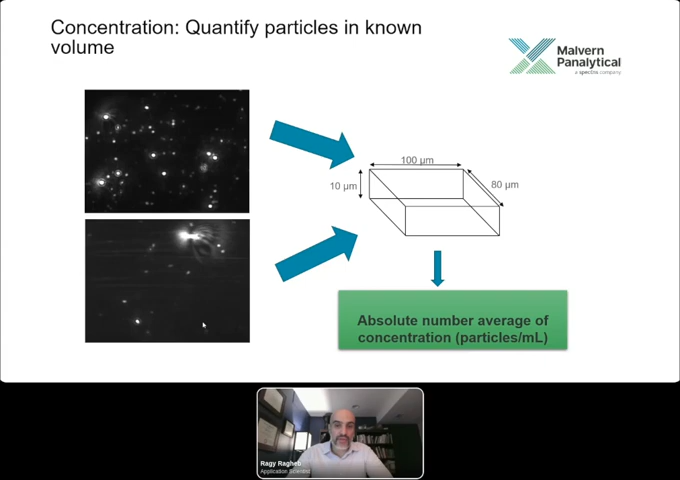 Concentration: Quantify particles in known
volume
Malvern
Panalytical
a spectris company
100 µm
10 µm
80 µm
Absolute number average of
concentration (particles/mL)
Ragy Ragheb
Application Scientist